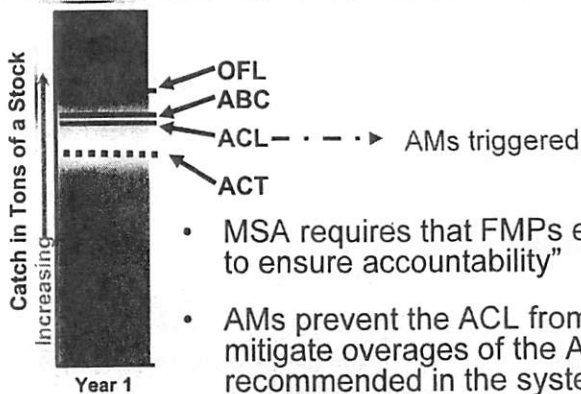 Catch in Tons of a Stock
Increasing
OFL
ABC
ACL
AMs triggered
ACT
Year 1
• MSA requires that FMPs
to ensure accountability”
• AMs prevent the ACL from
mitigate overages of the
recommended in the